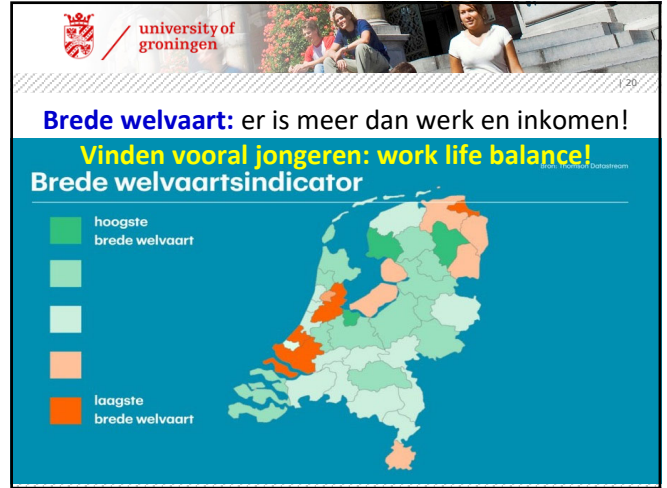 university of
groningen
| 20
Brede welvaart: er is meer dan werk en inkomen!
Vinden vooral jongeren: work life balance!
Bron: Thomson Datastream
Brede welvaartsindicator
hoogste
brede welvaart
laagste
brede welvaart